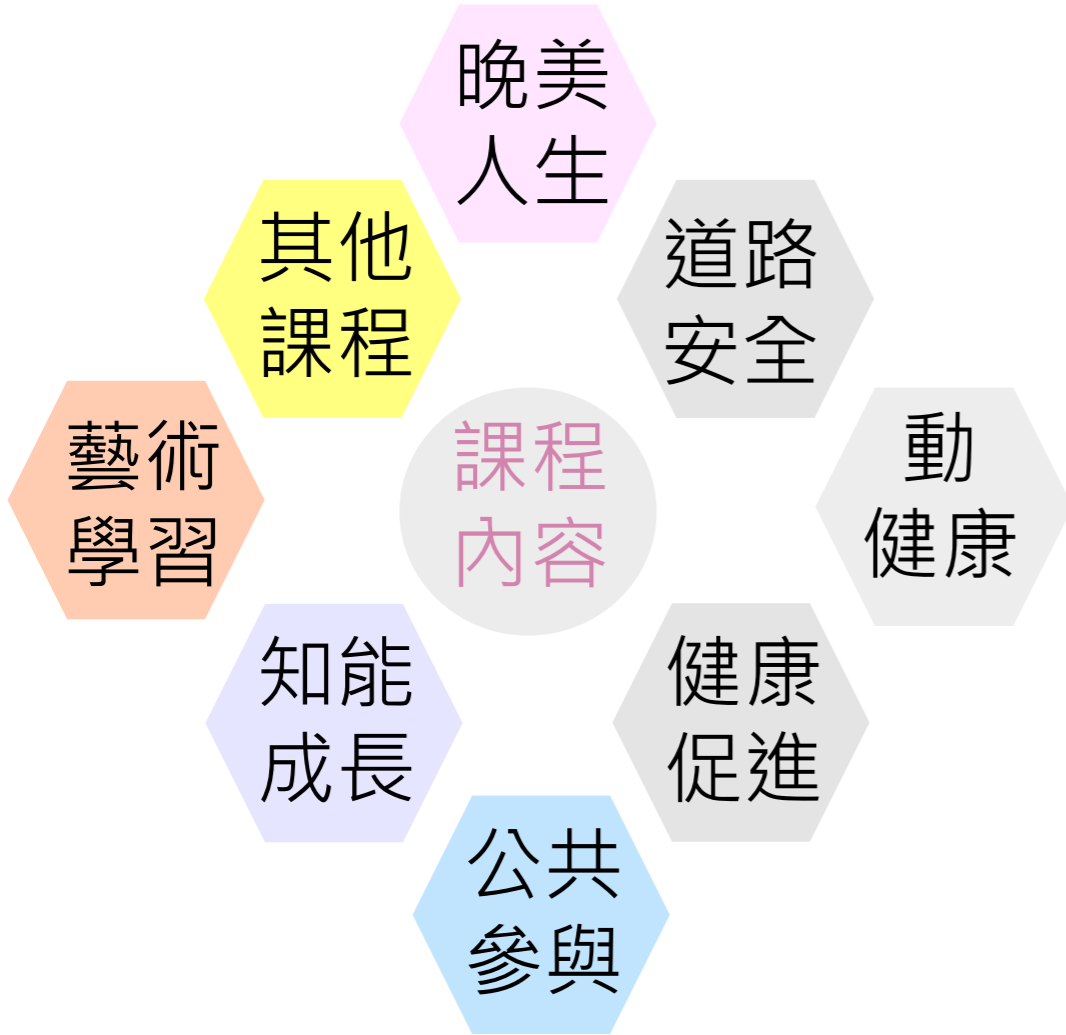 晚美
人生
其他
課程
道路
安全
藝術
學習
課程
內容
動
健康
知能
成長
健康
促進
公共
參與